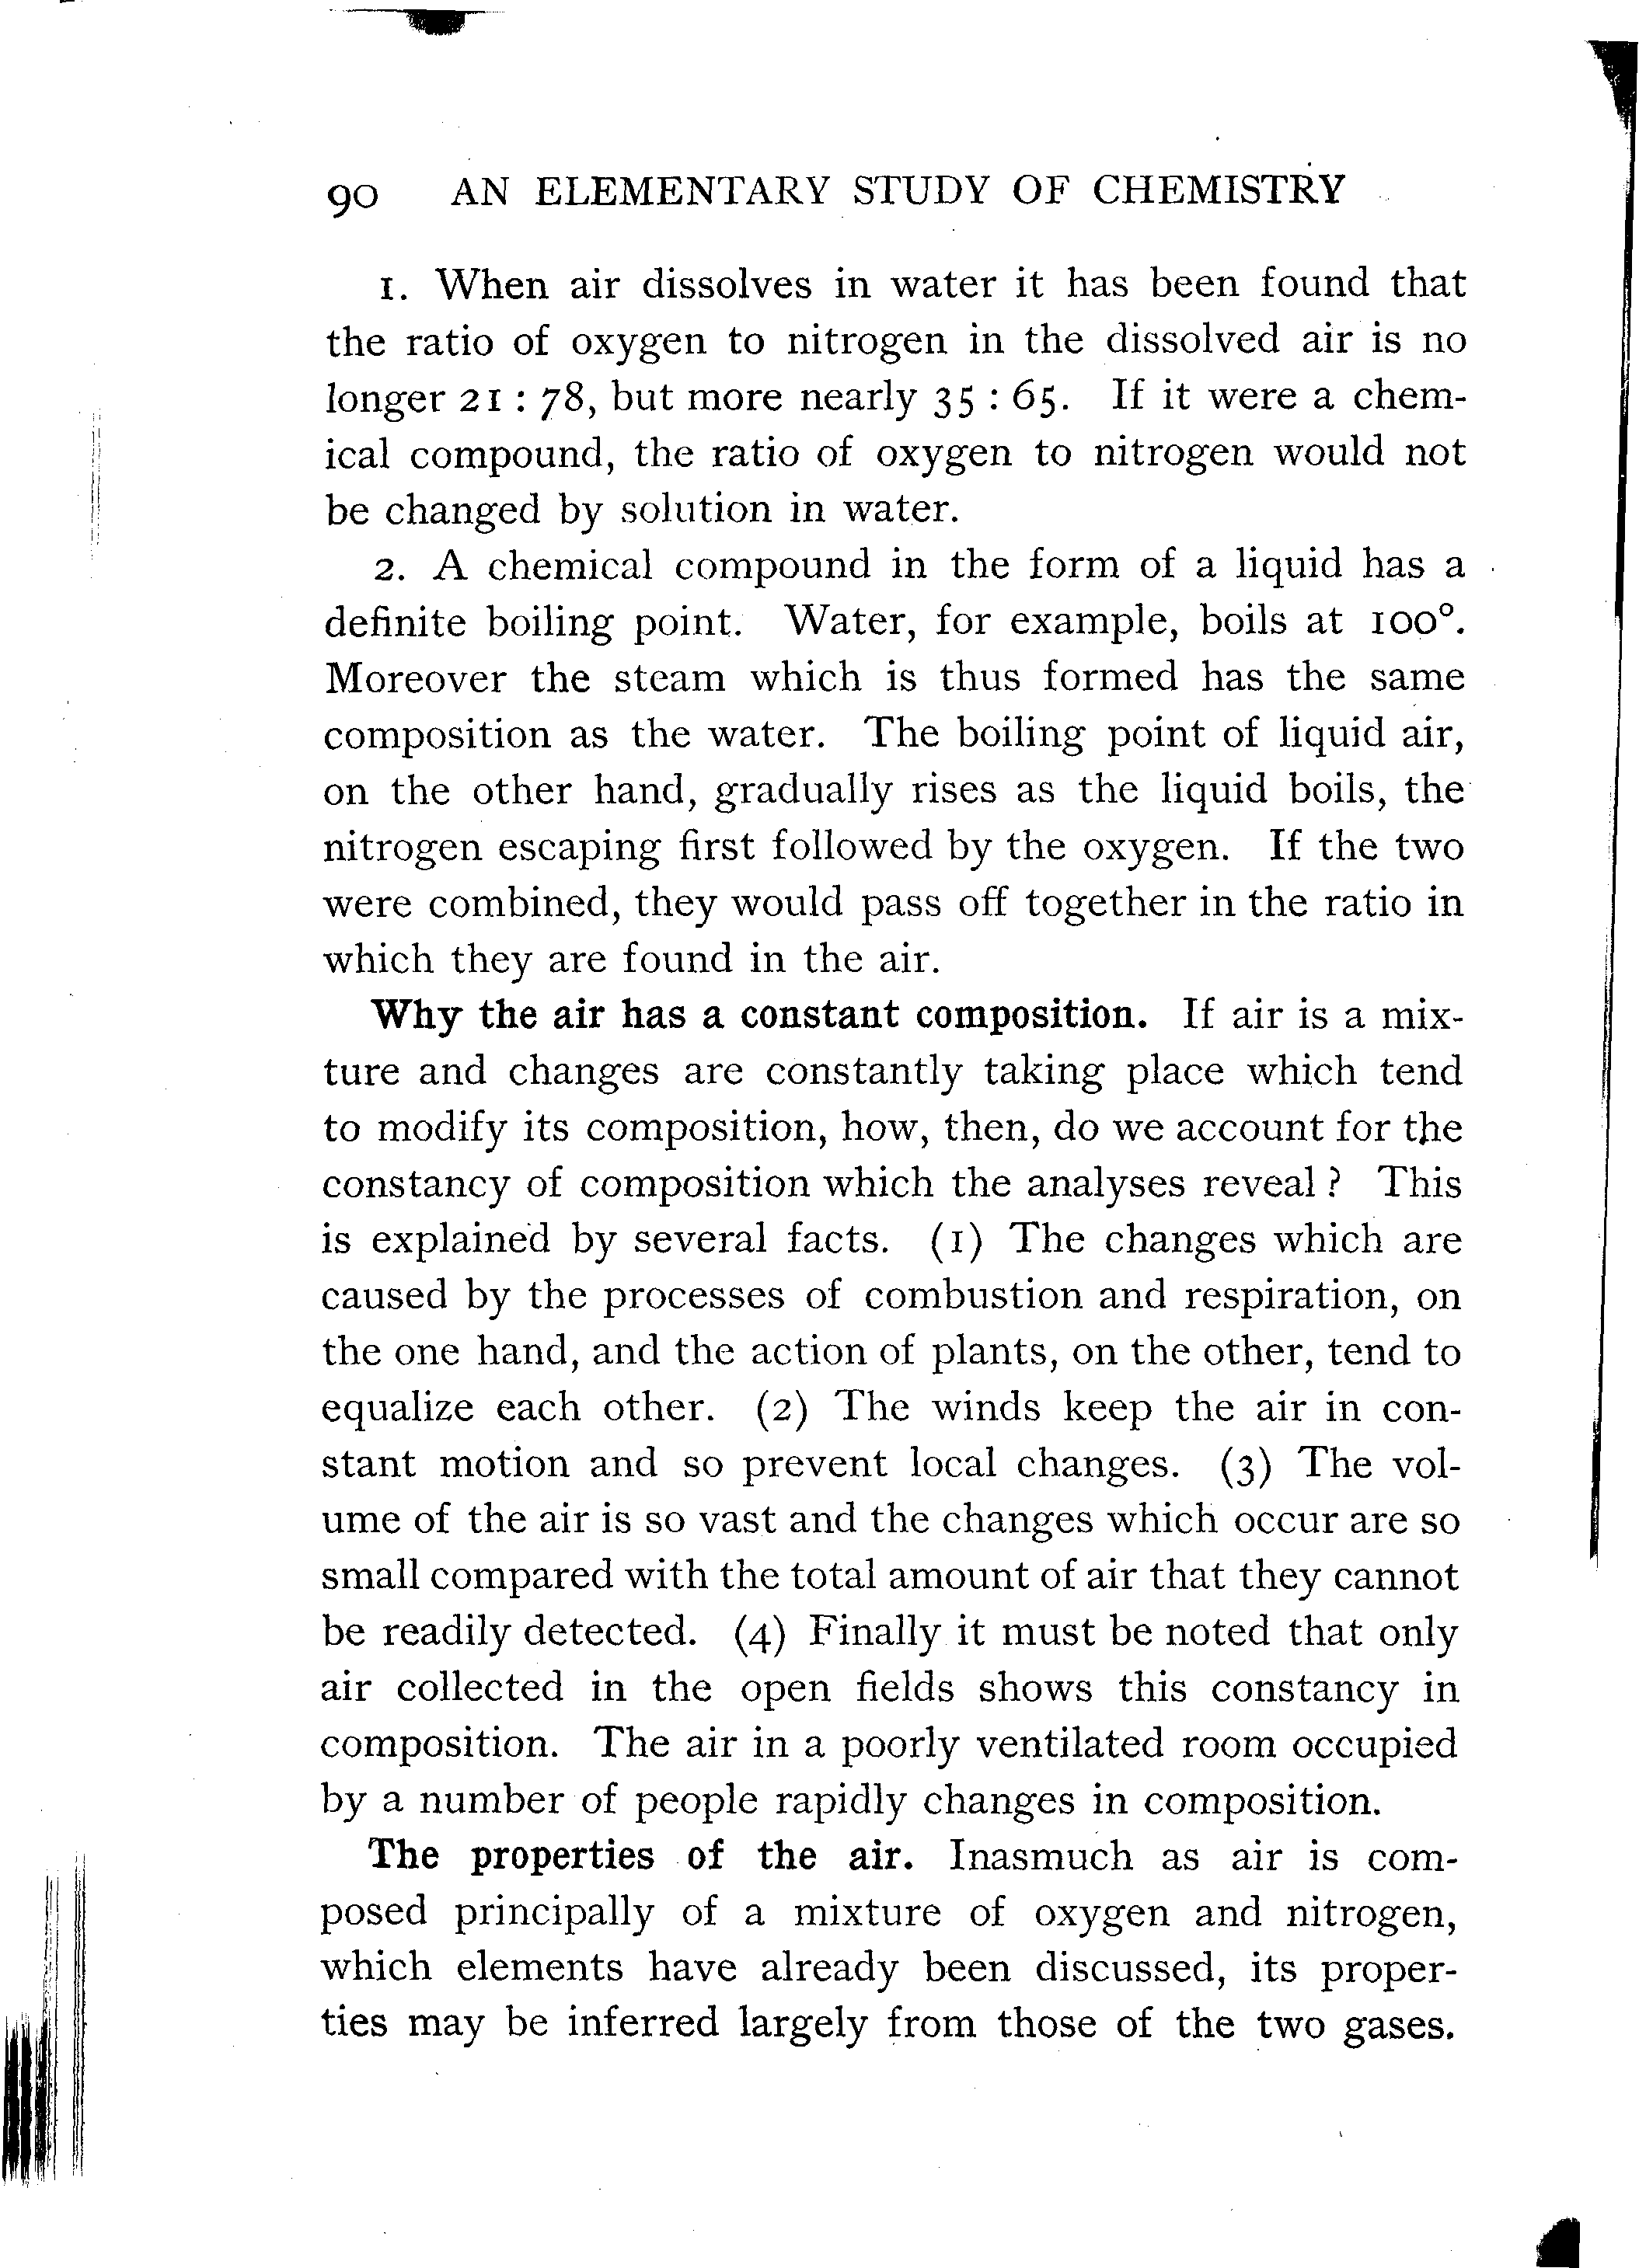 90 AN ELEMENTARY STUDY OF CHEMISTRY
1. When air dissolves in water it has been found that
the ratio of oxygen to nitrogen in the dissolved air is no
longer 21 : 78, but more nearly 35 : 65. If it were a chem-
ical compound, the ratio of oxygen to nitrogen would not
be changed by solution in water.
2. A chemical compound in the form of a liquid has a
definite boiling point. Water, for example, boils at 100°.
Moreover the steam which is thus formed has the same
composition as the water. The boiling point of liquid air,
on the other hand, gradually rises as the liquid boils, the
nitrogen escaping first followed by the oxygen. If the two
were combined, they would pass off together in the ratio in
which they are found in the air.
Why the air has a constant composition. If air is a mix-
ture and changes are constantly taking place which tend
to modify its composition, how, then, do we account for the
constancy of composition which the analyses reveal ? This
is explained by several facts. (1) The changes which are
caused by the processes of combustion and respiration, on
the one hand, and the action of plants, on the other, tend to
equalize each other. (2) The winds keep the air in con-
stant motion and so prevent local changes. (3) The vol-
ume of the air is so vast and the changes which occur are so
small compared with the total amount of air that they cannot
be readily detected. (4) Finally it must be noted that only
air collected in the open fields shows this constancy in
composition. The air in a poorly ventilated room occupied
by a number of people rapidly changes in composition.
The properties of the air. Inasmuch as air is com-
posed principally of a mixture of oxygen and nitrogen,
which elements have already been discussed, its proper-
ties may be inferred largely from those of the two gases.